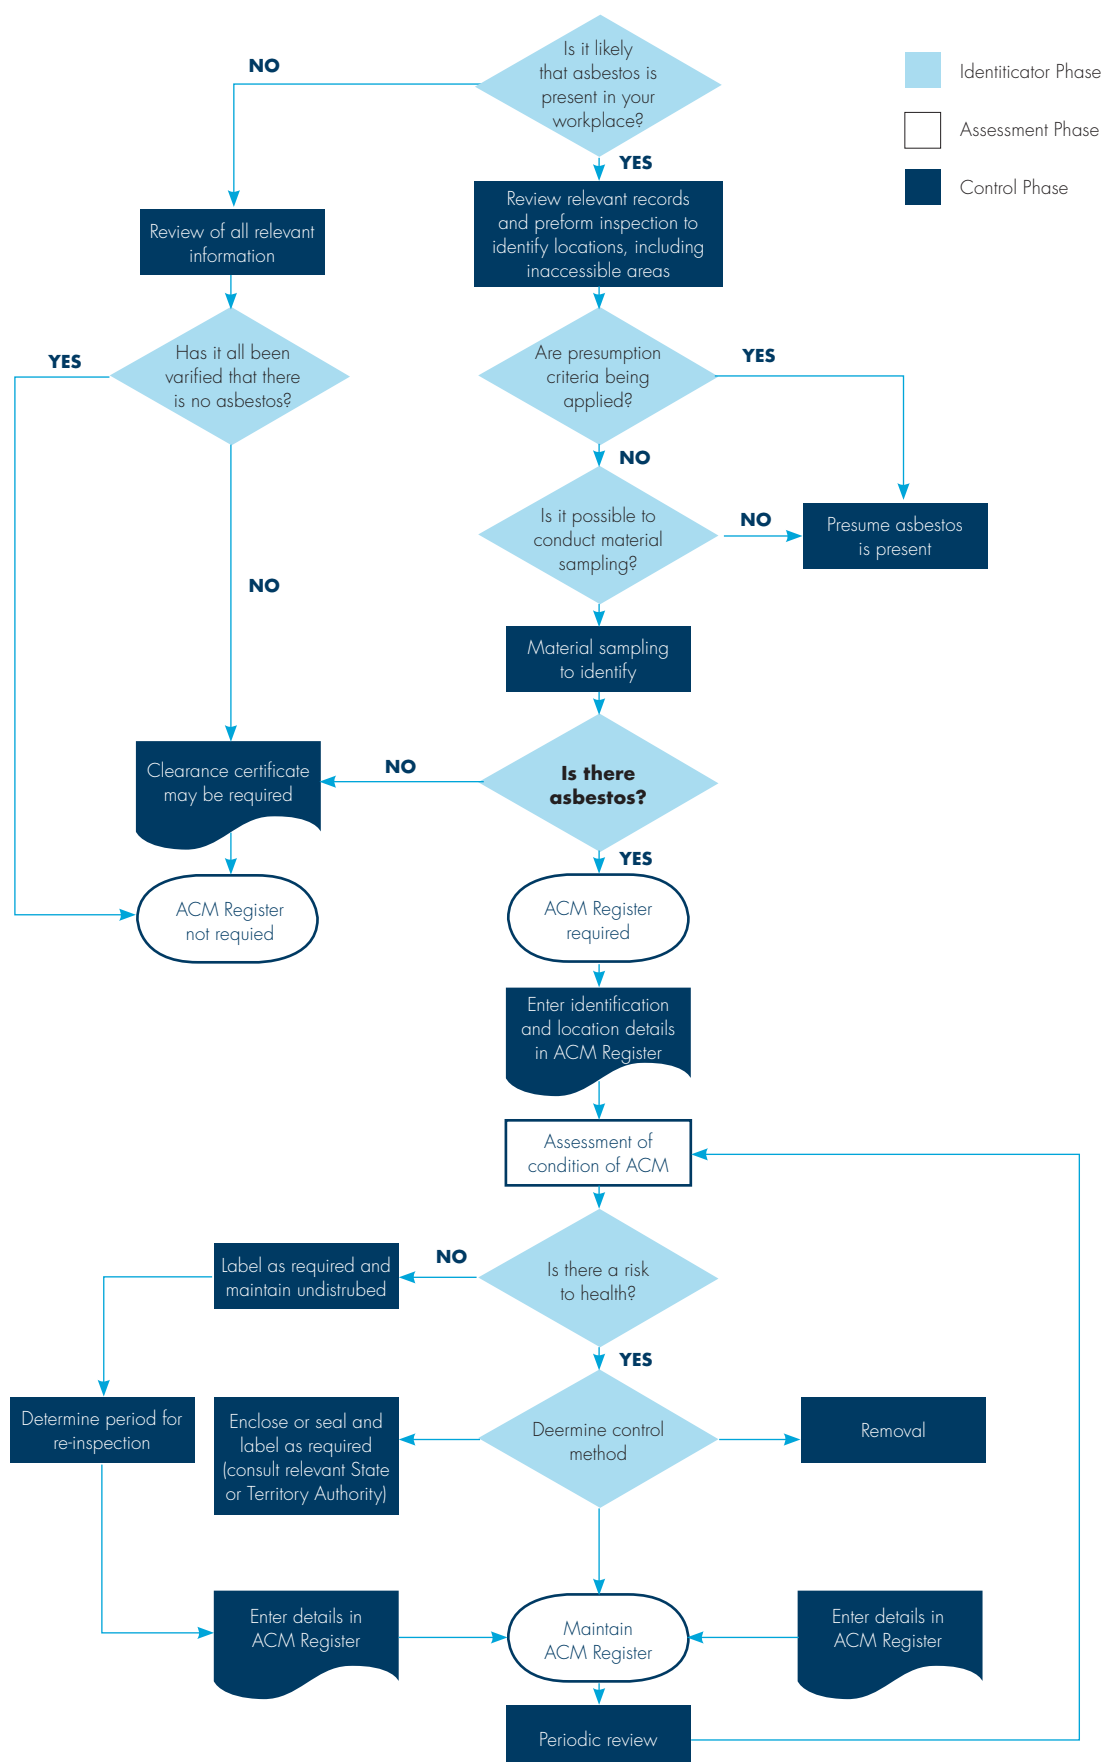 Is it likely
that asbestos is
present in your
workplace?
NO
YES
Identiticator Phase
Assessment Phase
Control Phase
Review of all relevant
information
Review relevant records
and preform inspection to
identify locations, including
inaccessible areas
YES
Has it all been
varified that there
is no asbestos?
Are presumption
criteria being
applied?
YES
NO
Is it possible to
conduct material
sampling?
NO
Presume asbestos
is present
NO
Material sampling
to identify
Clearance certificate
may be required
NO
Is there
asbestos?
YES
ACM Register
not requied
ACM Register
required
Enter identification
and location details
in ACM Register
Assessment of
condition of ACM
Label as required and
maintain undistrubed
NO
Is there a risk
to health?
YES
Determine period for
re-inspection
Enclose or seal and
label as required
(consult relevant State
or Territory Authority)
Deermine control
method
Removal
Enter details in
ACM Register
Maintain
ACM Register
Enter details in
ACM Register
Periodic review